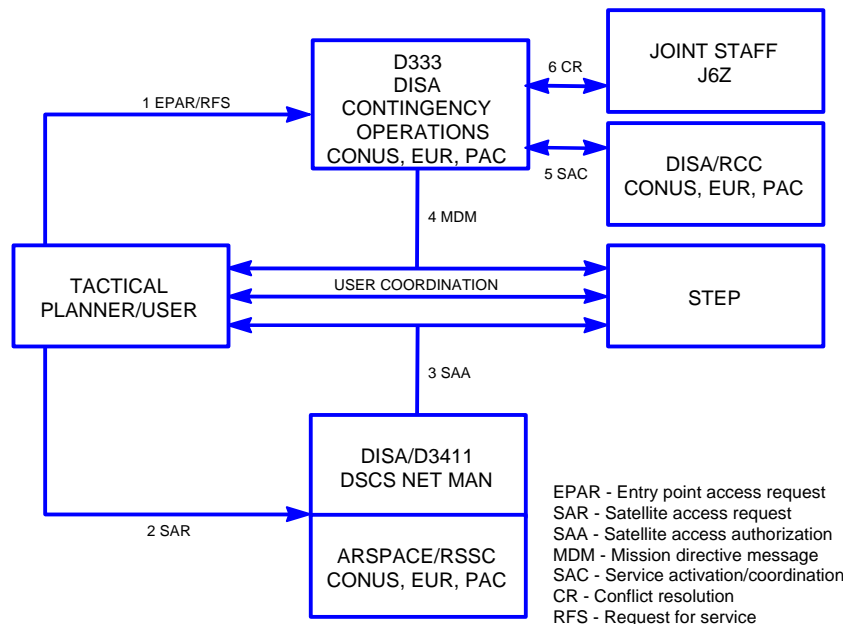 D333
DISA
CONTINGENCY
OPERATIONS
CONUS, EUR, PAC
JOINT STAFF
J6Z
6 CR
1 EPAR/RFS
DISA/RCC
CONUS, EUR, PAC
5 SAC
4 MDM
TACTICAL
PLANNER/USER
USER COORDINATION
STEP
3 SAA
DISA/D3411
DSCS NET MAN
2 SAR
ARSPACE/RSSC
CONUS, EUR, PAC
EPAR - Entry point access request
SAR - Satellite access request
SAA - Satellite access authorization
MDM - Mission directive message
SAC - Service activation/coordination
CR - Conflict resolution
RFS - Request for service